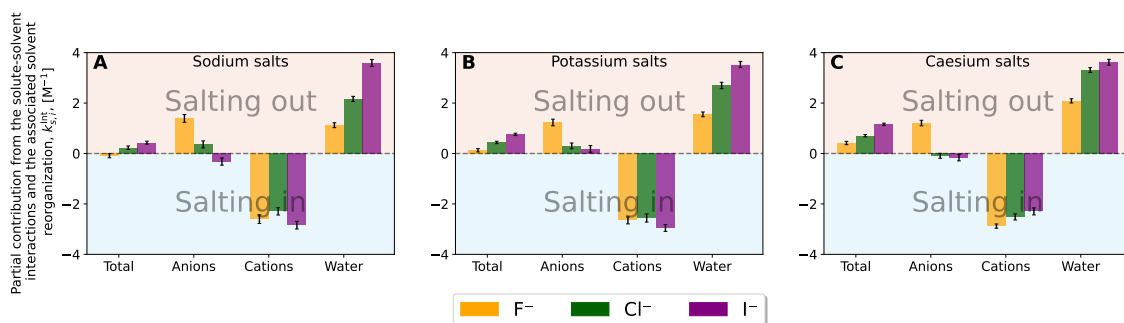 Partial contribution from the solute-solvent
interactions and the associated solvent
reorganization, k_{s,i}^{Int}, [M⁻¹]
A
Sodium salts
Salting out
Salting in
4
2
0
−2
−4
Total
Anions
Cations
Water
B
Potassium salts
Salting out
Salting in
4
2
0
−2
−4
Total
Anions
Cations
Water
C
Caesium salts
Salting out
Salting in
4
2
0
−2
−4
Total
Anions
Cations
Water
F⁻ Cl⁻ I⁻